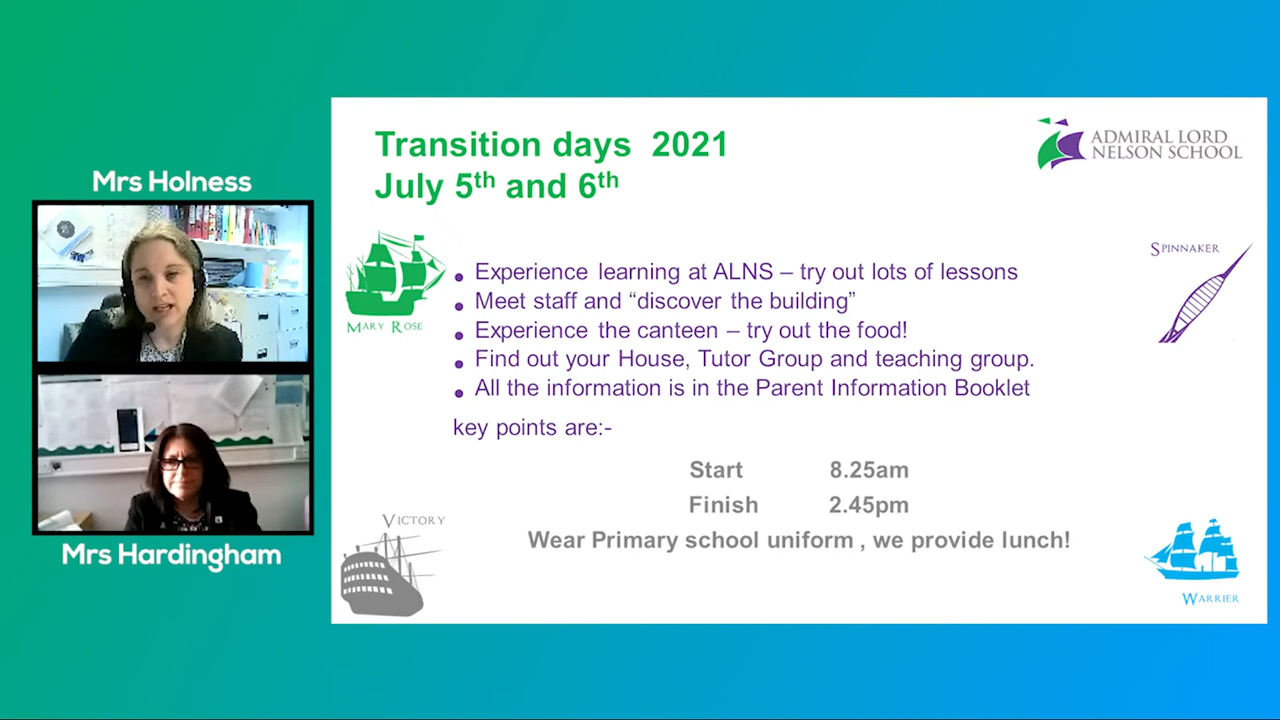 Mrs Holness
Mrs Hardingham
Transition days 2021
July 5th and 6th
ADMIRAL LORD
NELSON SCHOOL
SPINNAKER
MARY ROSE
• Experience learning at ALNS – try out lots of lessons
• Meet staff and “discover the building”
• Experience the canteen – try out the food!
• Find out your House, Tutor Group and teaching group.
• All the information is in the Parent Information Booklet
key points are:-
Start 8.25am
Finish 2.45pm
Wear Primary school uniform , we provide lunch!
VICTORY
WARRIER